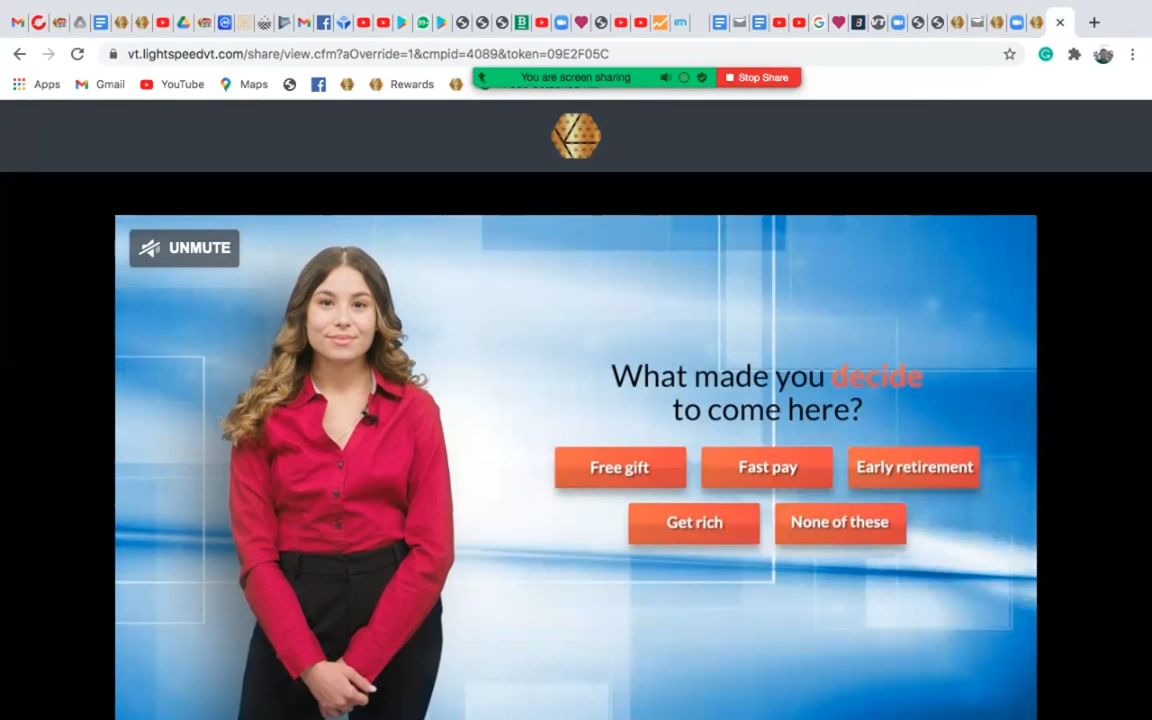 99+
vt.lightspeedvt.com/share/view.cfm?aOverride=1&cmpid=4089&token=09E2F05C
You are screen sharing
Stop Share
Apps
Gmail
YouTube
Maps
Rewards
UNMUTE
What made you decide
to come here?
Free gift
Fast pay
Early retirement
Get rich
None of these